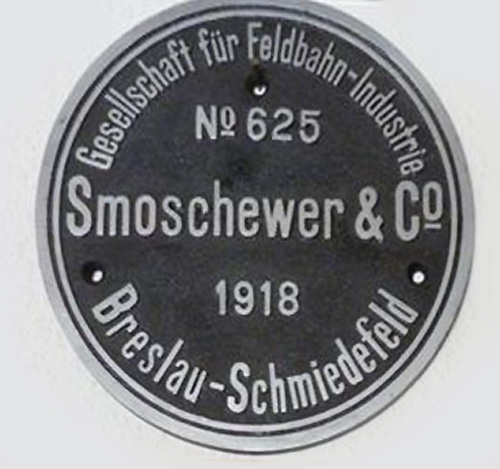 Gesellschaft für Feldbahn-Industrie
Nº 625
Smoschewer & Cº
1918
Breslau-Schmiedefeld